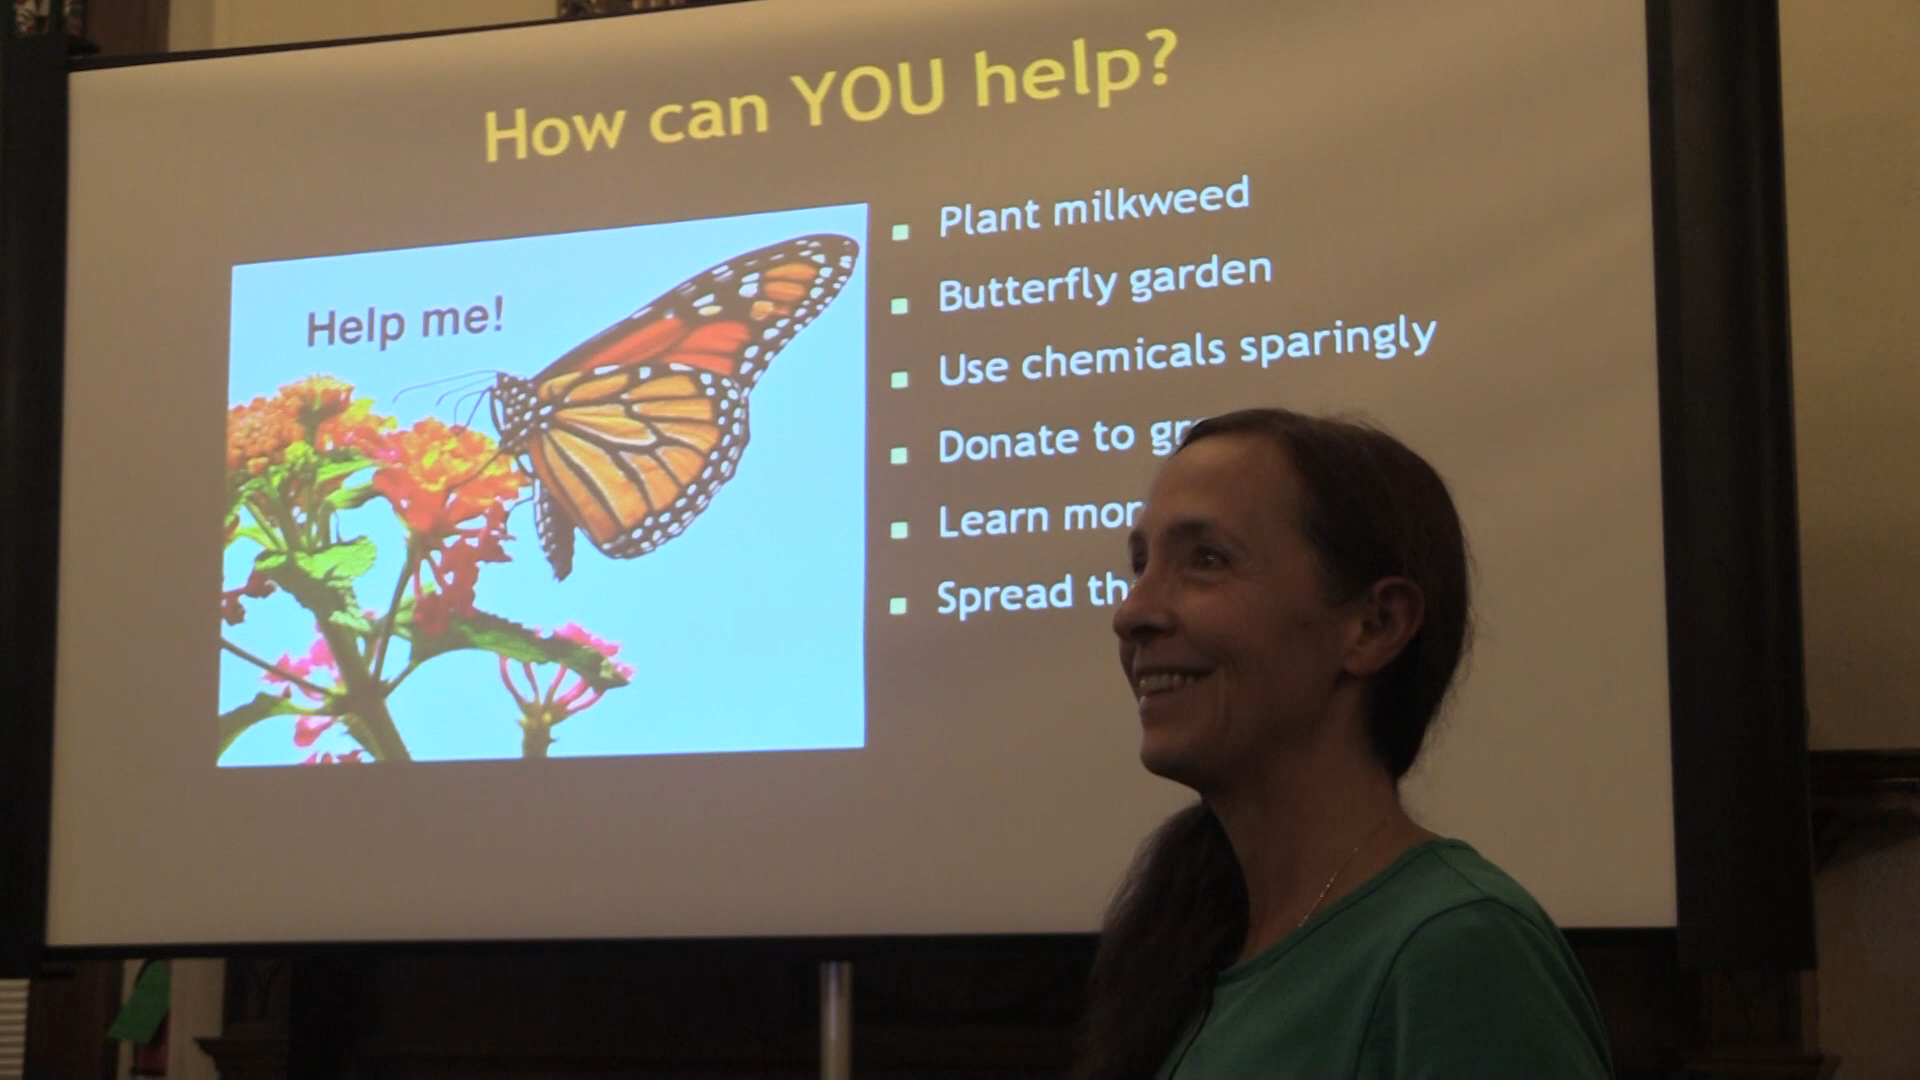 How can YOU help?
Help me!
Plant milkweed
Butterfly garden
Use chemicals sparingly
Donate to
Learn
Spread